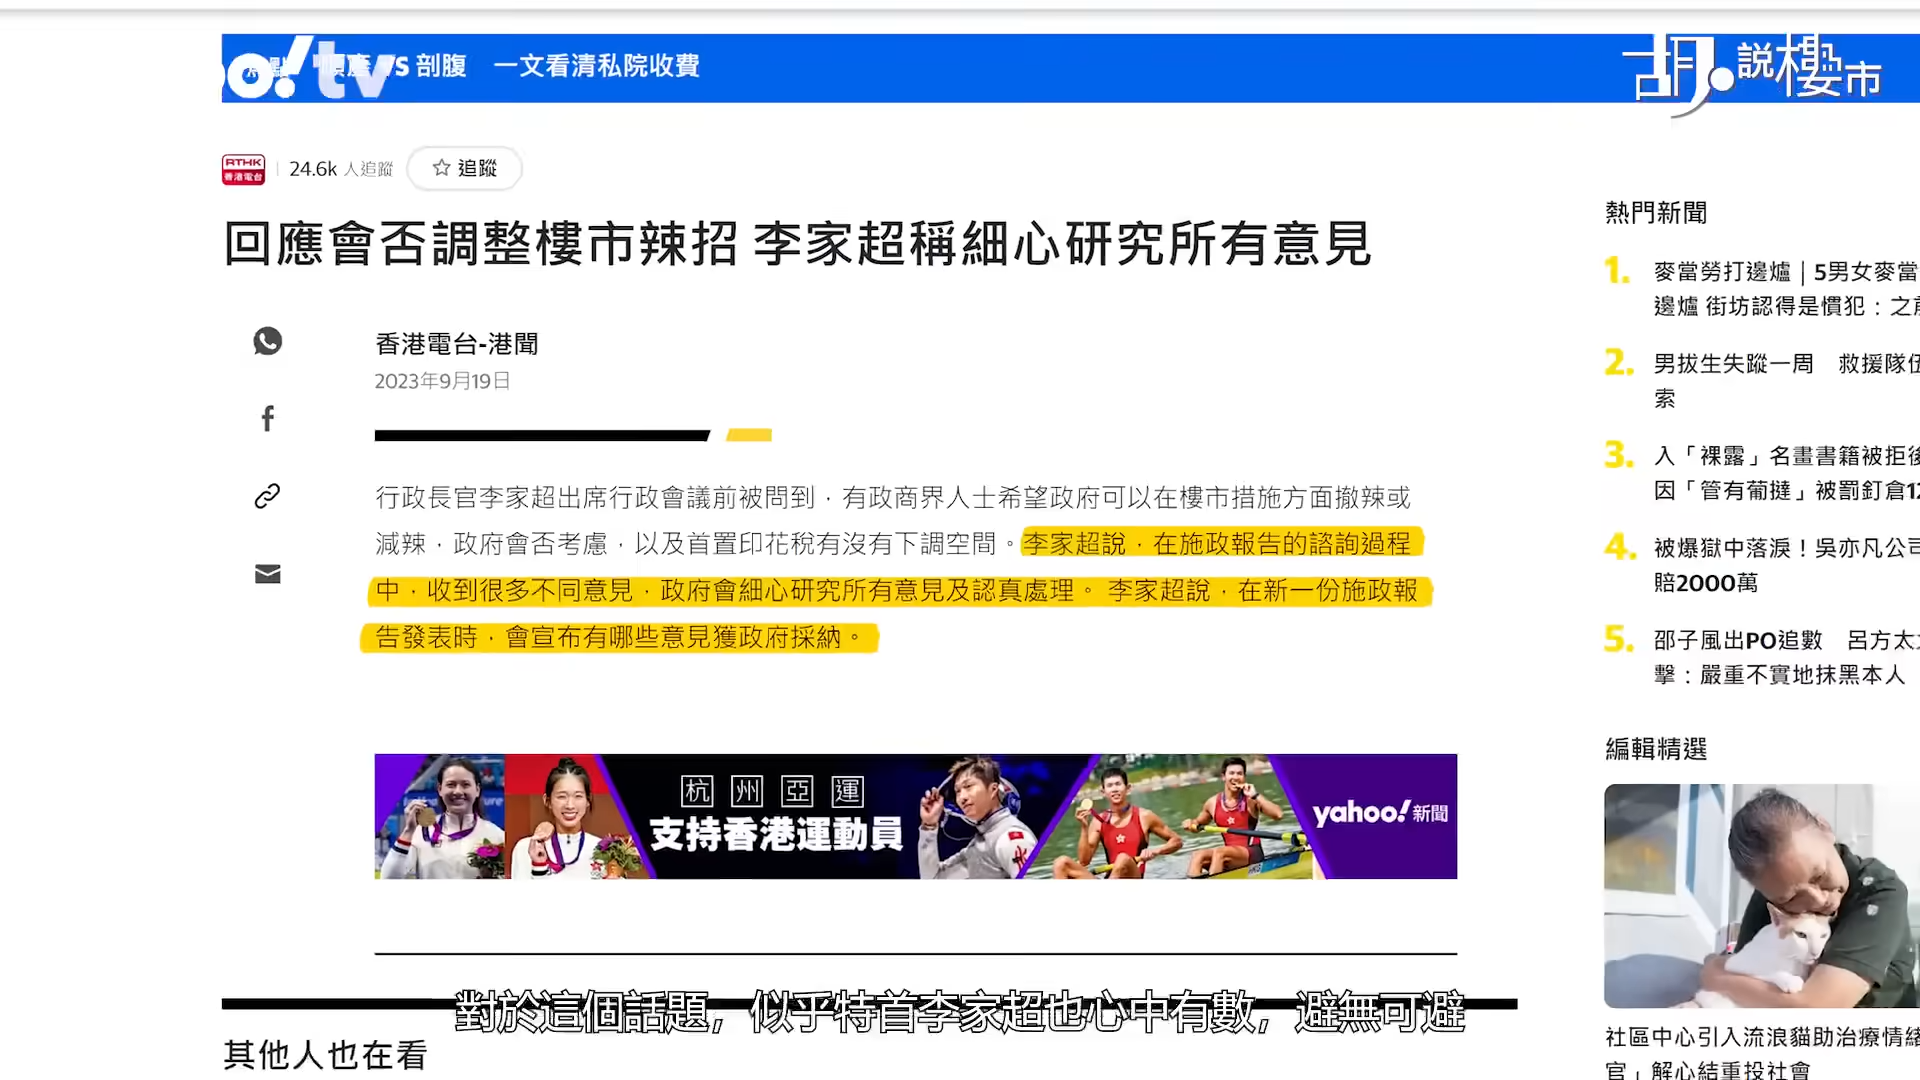 o!tv
VS 剖腹 一文看清私院收費
胡.說樓市
RTHK
香港電台
24.6k 人追蹤
追蹤
回應會否調整樓市辣招 李家超稱細心研究所有意見
香港電台-港聞
2023年9月19日
行政長官李家超出席行政會議前被問到，有政商界人士希望政府可以在樓市措施方面撤辣或
減辣，政府會否考慮，以及首置印花稅有沒有下調空間。李家超說，在施政報告的諮詢過程
中，收到很多不同意見，政府會細心研究所有意見及認真處理。 李家超說，在新一份施政報
告發表時，會宣布有哪些意見獲政府採納。
杭州亞運
支持香港運動員
yahoo!新聞
對於這個話題，似乎特首李家超也心中有數，避無可避
其他人也在看
熱門新聞
1. 麥當勞打邊爐｜5男女麥當
邊爐 街坊認得是慣犯：之
2. 男拔生失蹤一周 救援隊
索
3. 入「裸露」名畫書籍被拒
因「管有葡撻」被罰釘倉
4. 被爆獄中落淚！吳亦凡公
賠2000萬
5. 邵子風出PO追數 呂方太
擊：嚴重不實地抹黑本人
編輯精選
社區中心引入流浪貓助治療情
官」解心結重投社會